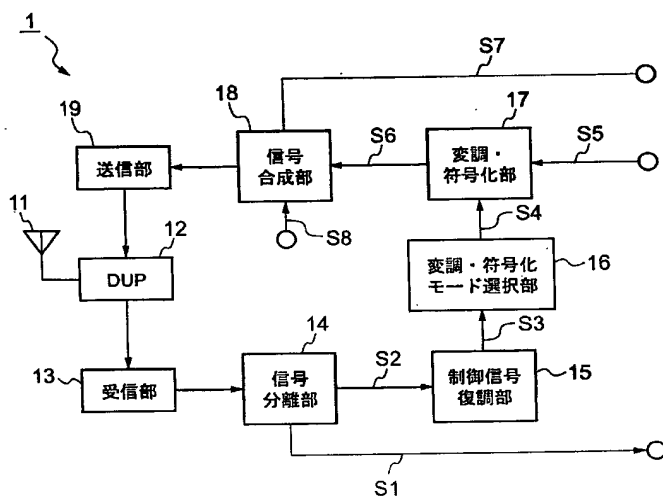 1
S7
18
17
19
信号
合成部
S6
変調・
符号化部
S5
送信部
11
12
S8
S4
DUP
変調・符号化
モード選択部
16
14
S3
13
受信部
信号
分離部
S2
制御信号
復調部
15
S1